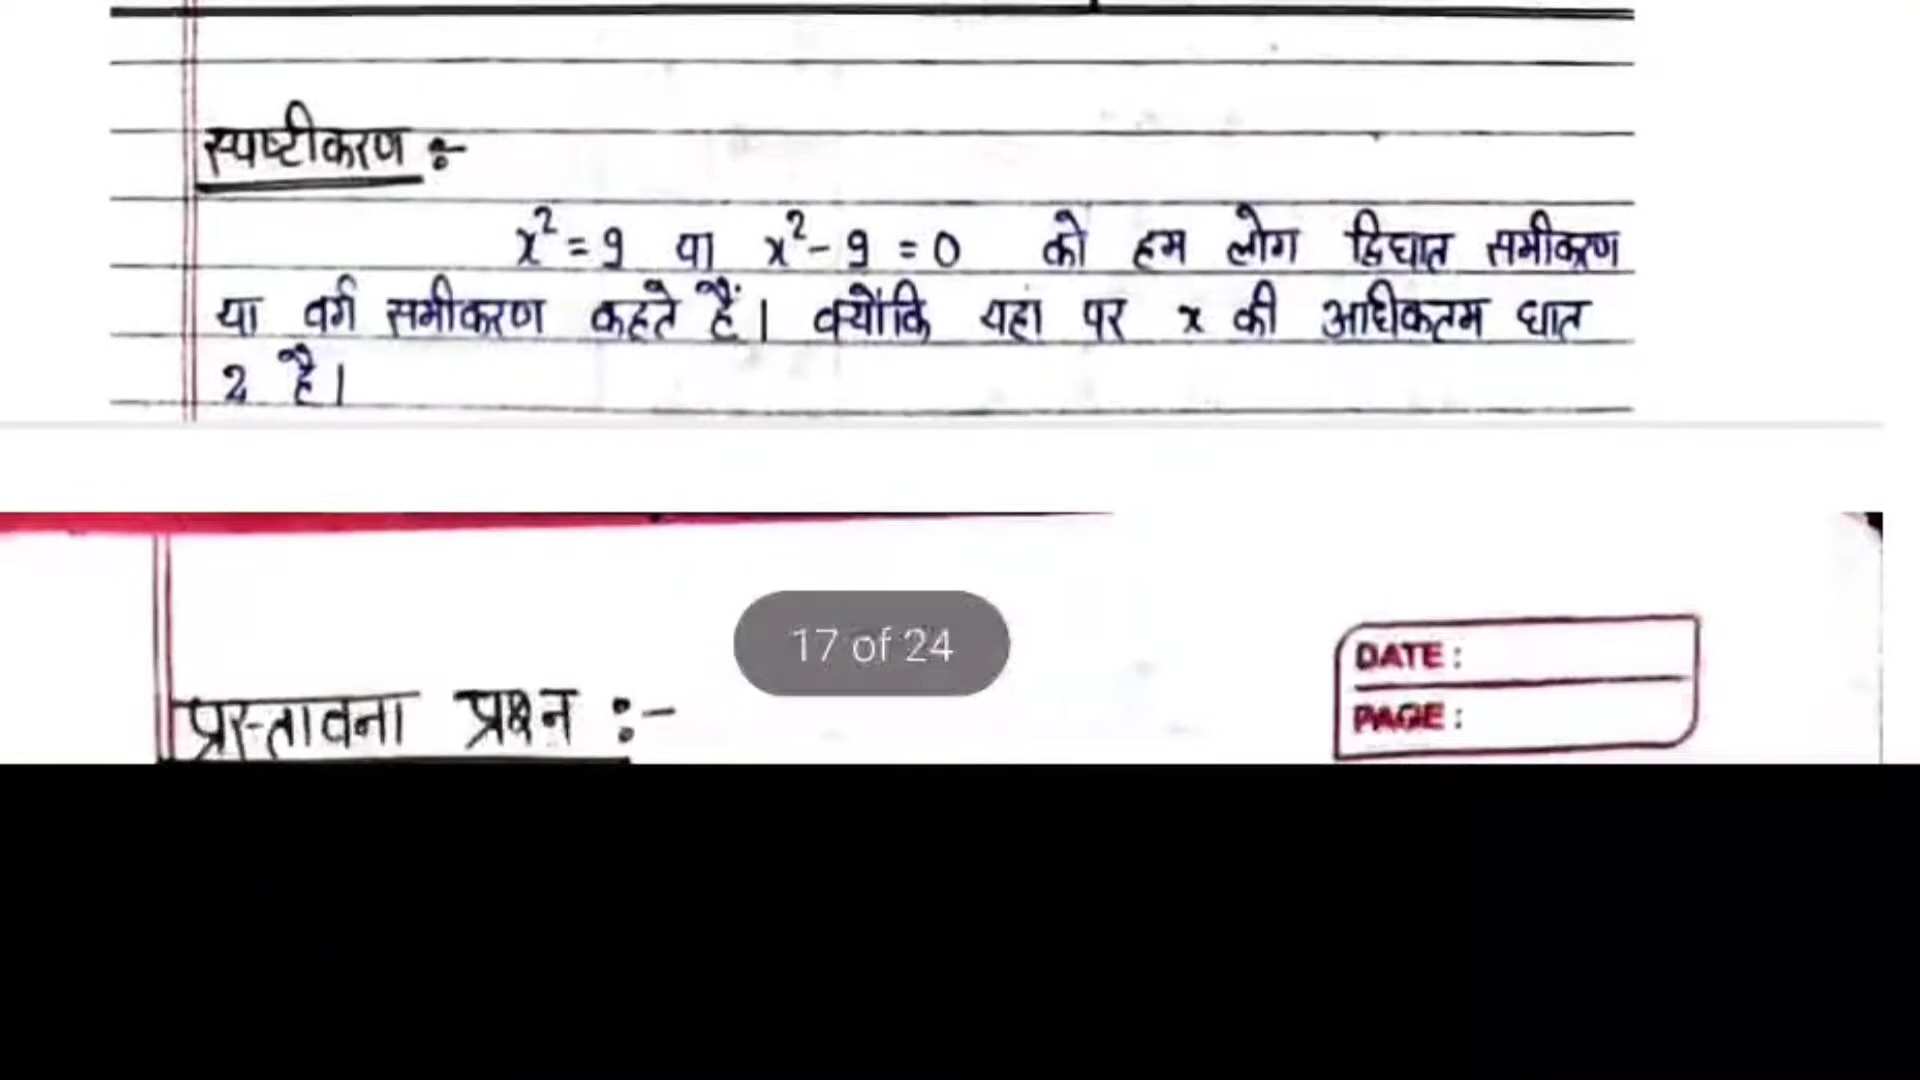 स्पष्टीकरण :-
x² = 9 या x² - 9 = 0 को हम लोग द्विघात समीकरण
या वर्ग समीकरण कहते हैं। क्योंकि यहां पर x की अधिकतम घात
2 है।
17 of 24
DATE :
PAGE :
प्रस्तावना प्रश्न :-